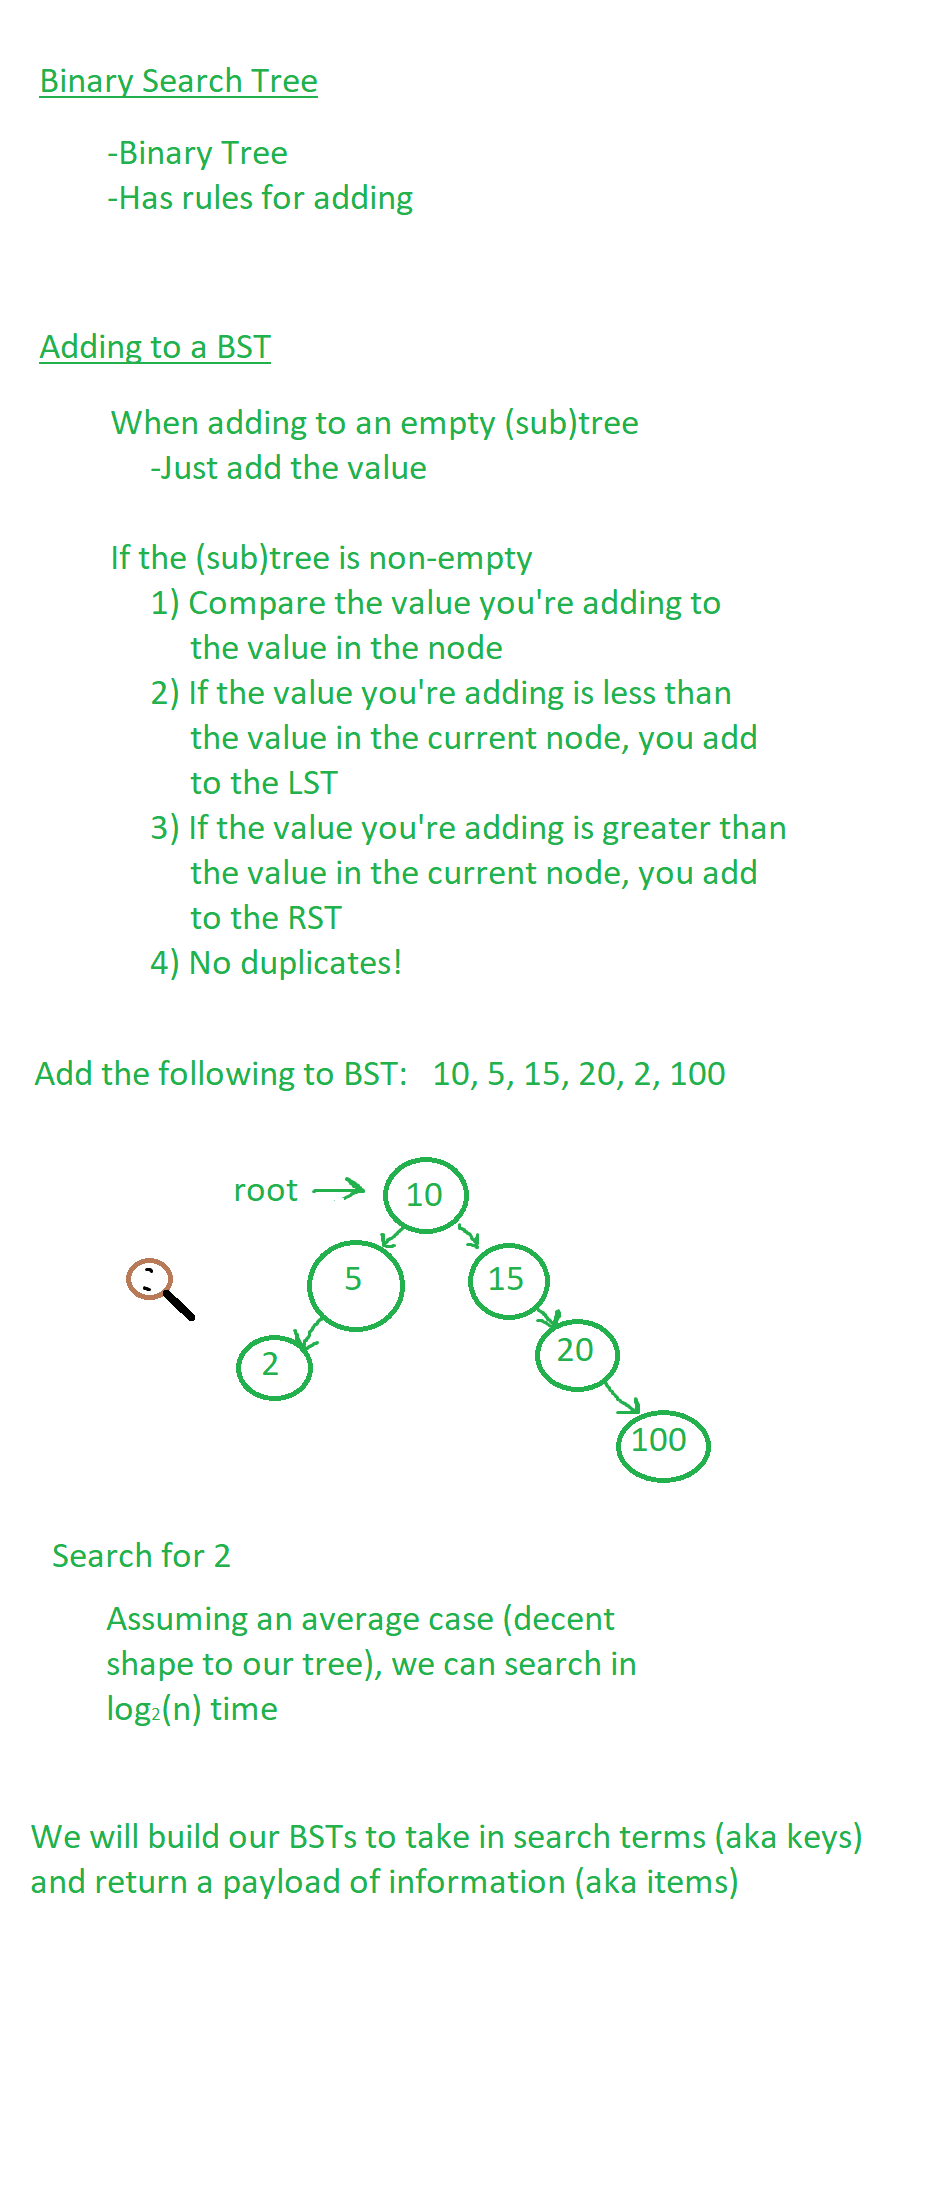 Binary Search Tree
-Binary Tree
-Has rules for adding
Adding to a BST
When adding to an empty (sub)tree
-Just add the value
If the (sub)tree is non-empty
1) Compare the value you're adding to
the value in the node
2) If the value you're adding is less than
the value in the current node, you add
to the LST
3) If the value you're adding is greater than
the value in the current node, you add
to the RST
4) No duplicates!
Add the following to BST: 10, 5, 15, 20, 2, 100
root 10
5 15
2 20
100
Search for 2
Assuming an average case (decent
shape to our tree), we can search in
log₂(n) time
We will build our BSTs to take in search terms (aka keys)
and return a payload of information (aka items)